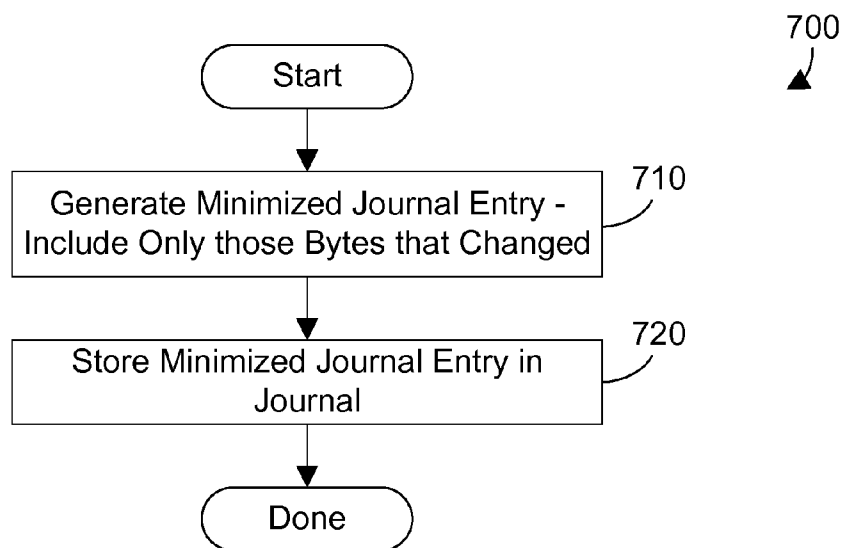 700
Start
710
Generate Minimized Journal Entry -
Include Only those Bytes that Changed
720
Store Minimized Journal Entry in
Journal
Done